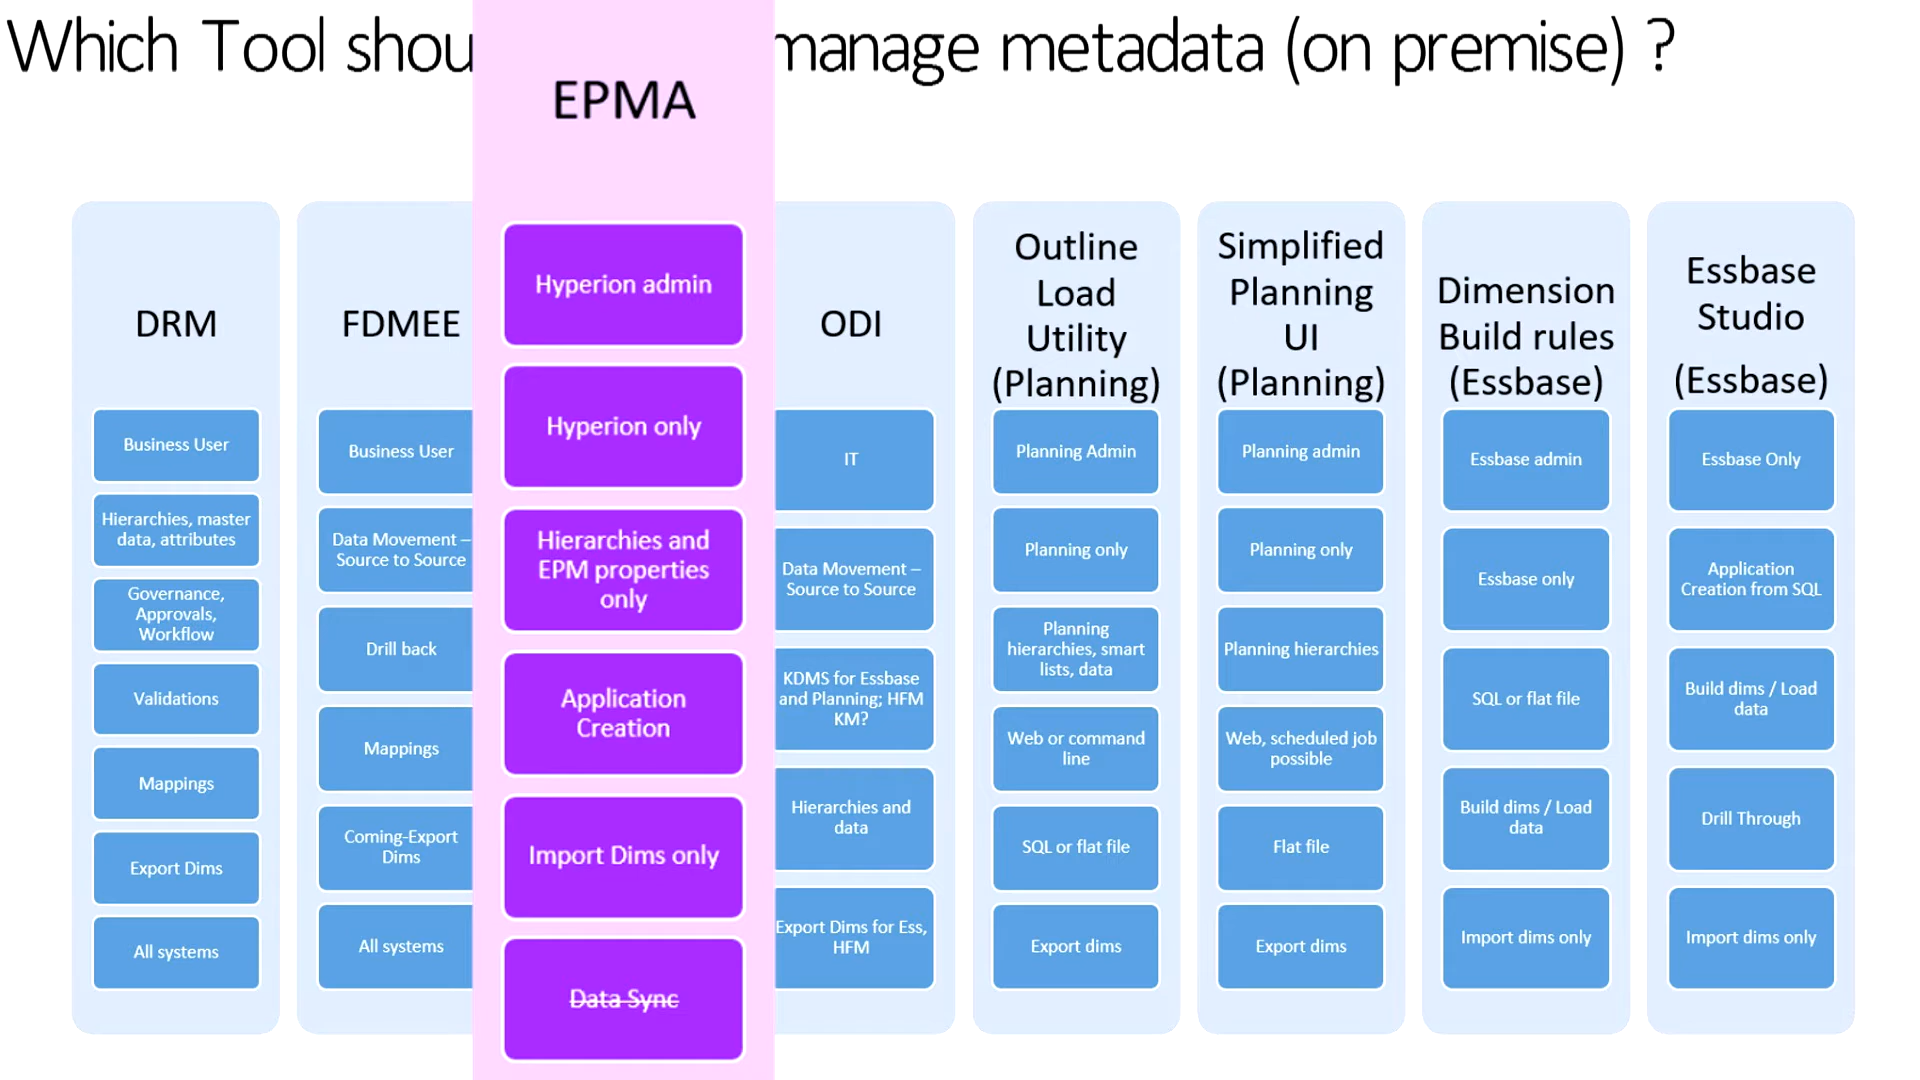 Which Tool shou
manage metadata (on premise) ?
DRM
Business User
Hierarchies, master
data, attributes
Governance,
Approvals,
Workflow
Validations
Mappings
Export Dims
All systems
FDMEE
Business User
Data Movement –
Source to Source
Drill back
Mappings
Coming-Export
Dims
All systems
EPMA
Hyperion admin
Hyperion only
Hierarchies and
EPM properties
only
Application
Creation
Import Dims only
Data Sync
ODI
IT
Data Movement –
Source to Source
KDMS for Essbase
and Planning; HFM
KM?
Hierarchies and
data
Export Dims for Ess,
HFM
Outline
Load
Utility
(Planning)
Planning Admin
Planning only
Planning
hierarchies, smart
lists, data
Web or command
line
SQL or flat file
Export dims
Simplified
Planning
UI
(Planning)
Planning admin
Planning only
Planning hierarchies
Web, scheduled job
possible
Flat file
Export dims
Dimension
Build rules
(Essbase)
Essbase admin
Essbase only
SQL or flat file
Build dims / Load
data
Import dims only
Essbase
Studio
(Essbase)
Essbase Only
Application
Creation from SQL
Build dims / Load
data
Drill Through
Import dims only